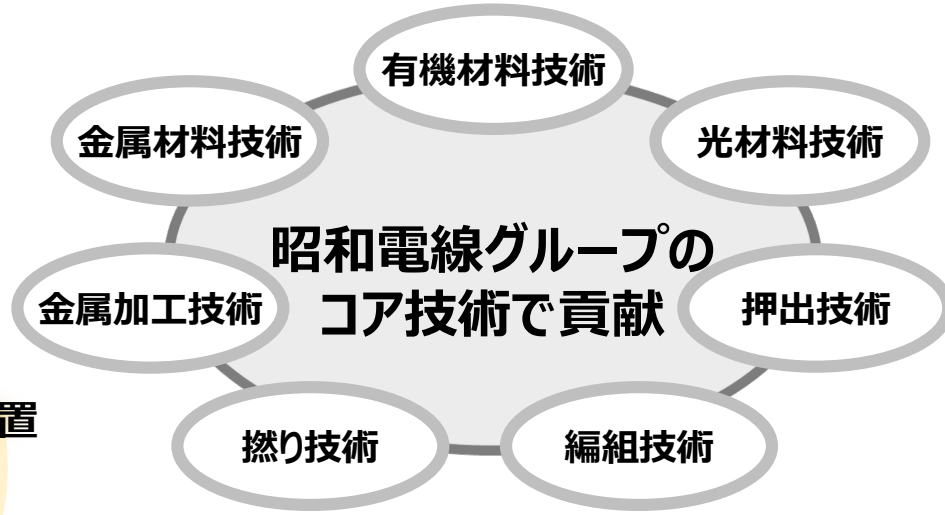 有機材料技術
金属材料技術
光材料技術
昭和電線グループの
コア技術で貢献
金属加工技術
押出技術
置
撚り技術
編組技術